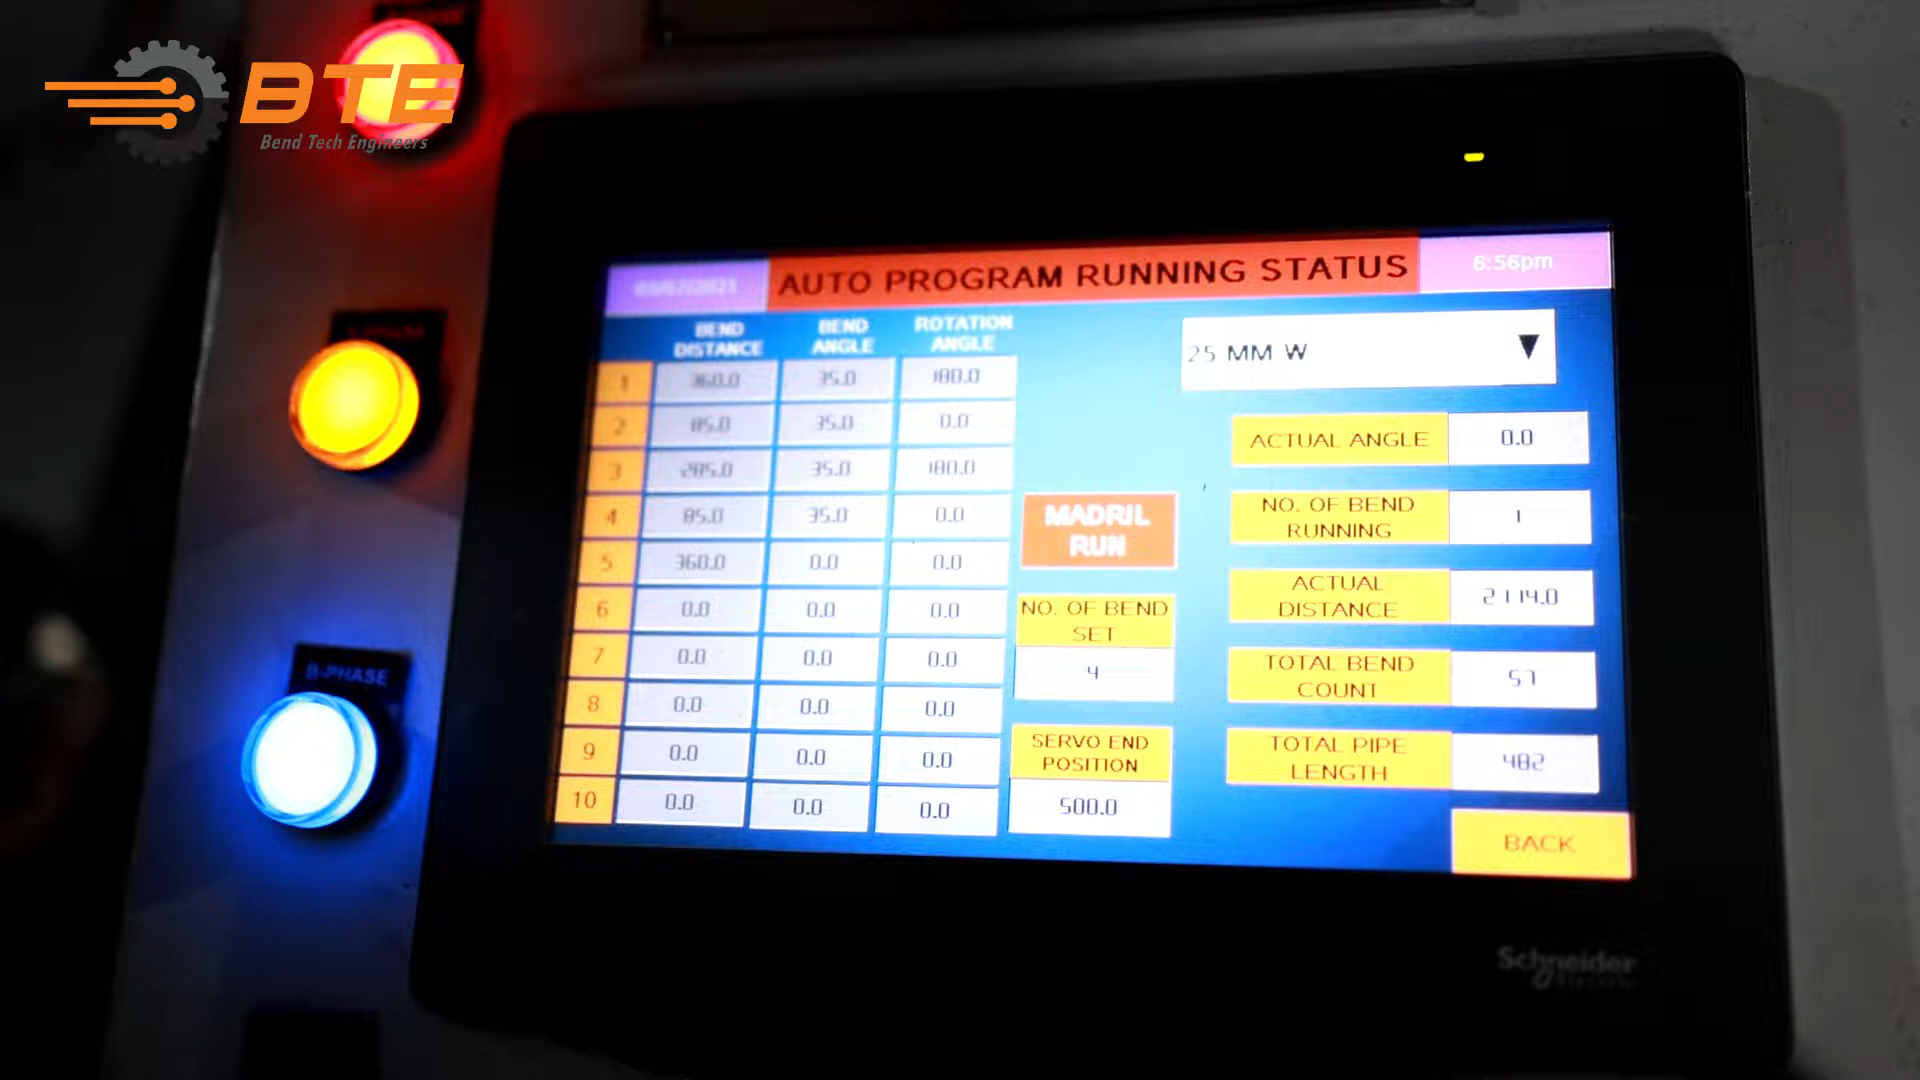 BTE
Bend Tech Engineers
AUTO PROGRAM RUNNING STATUS
6:56pm
BEND DISTANCE BEND ANGLE ROTATION ANGLE
1 360.0 35.0 180.0
2 85.0 35.0 0.0
3 285.0 35.0 180.0
4 85.0 35.0 0.0
5 360.0 0.0 0.0
6 0.0 0.0 0.0
7 0.0 0.0 0.0
8 0.0 0.0 0.0
9 0.0 0.0 0.0
10 0.0 0.0 0.0
MADRIL
RUN
NO. OF BEND
SET
4
SERVO END
POSITION
500.0
25 MM W
ACTUAL ANGLE 0.0
NO. OF BEND
RUNNING
1
ACTUAL
DISTANCE
2114.0
TOTAL BEND
COUNT
57
TOTAL PIPE
LENGTH
482
BACK
B-PHASE
Schneider
Electric